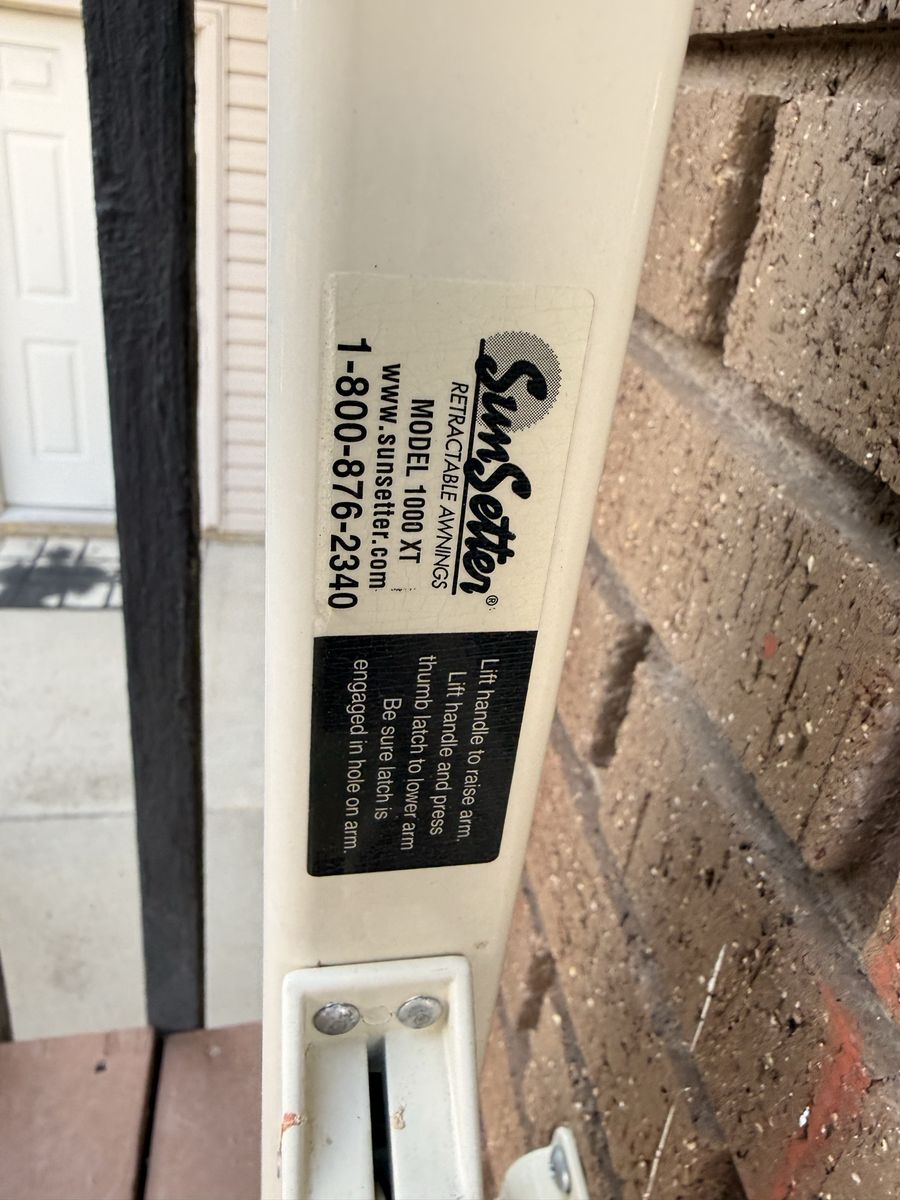 SunSetter®
RETRACTABLE AWNINGS
MODEL 1000 XT
www.sunsetter.com
1-800-876-2340
Lift handle to raise arm.
Lift handle and press
thumb latch to lower arm
Be sure latch is
engaged in hole on arm.